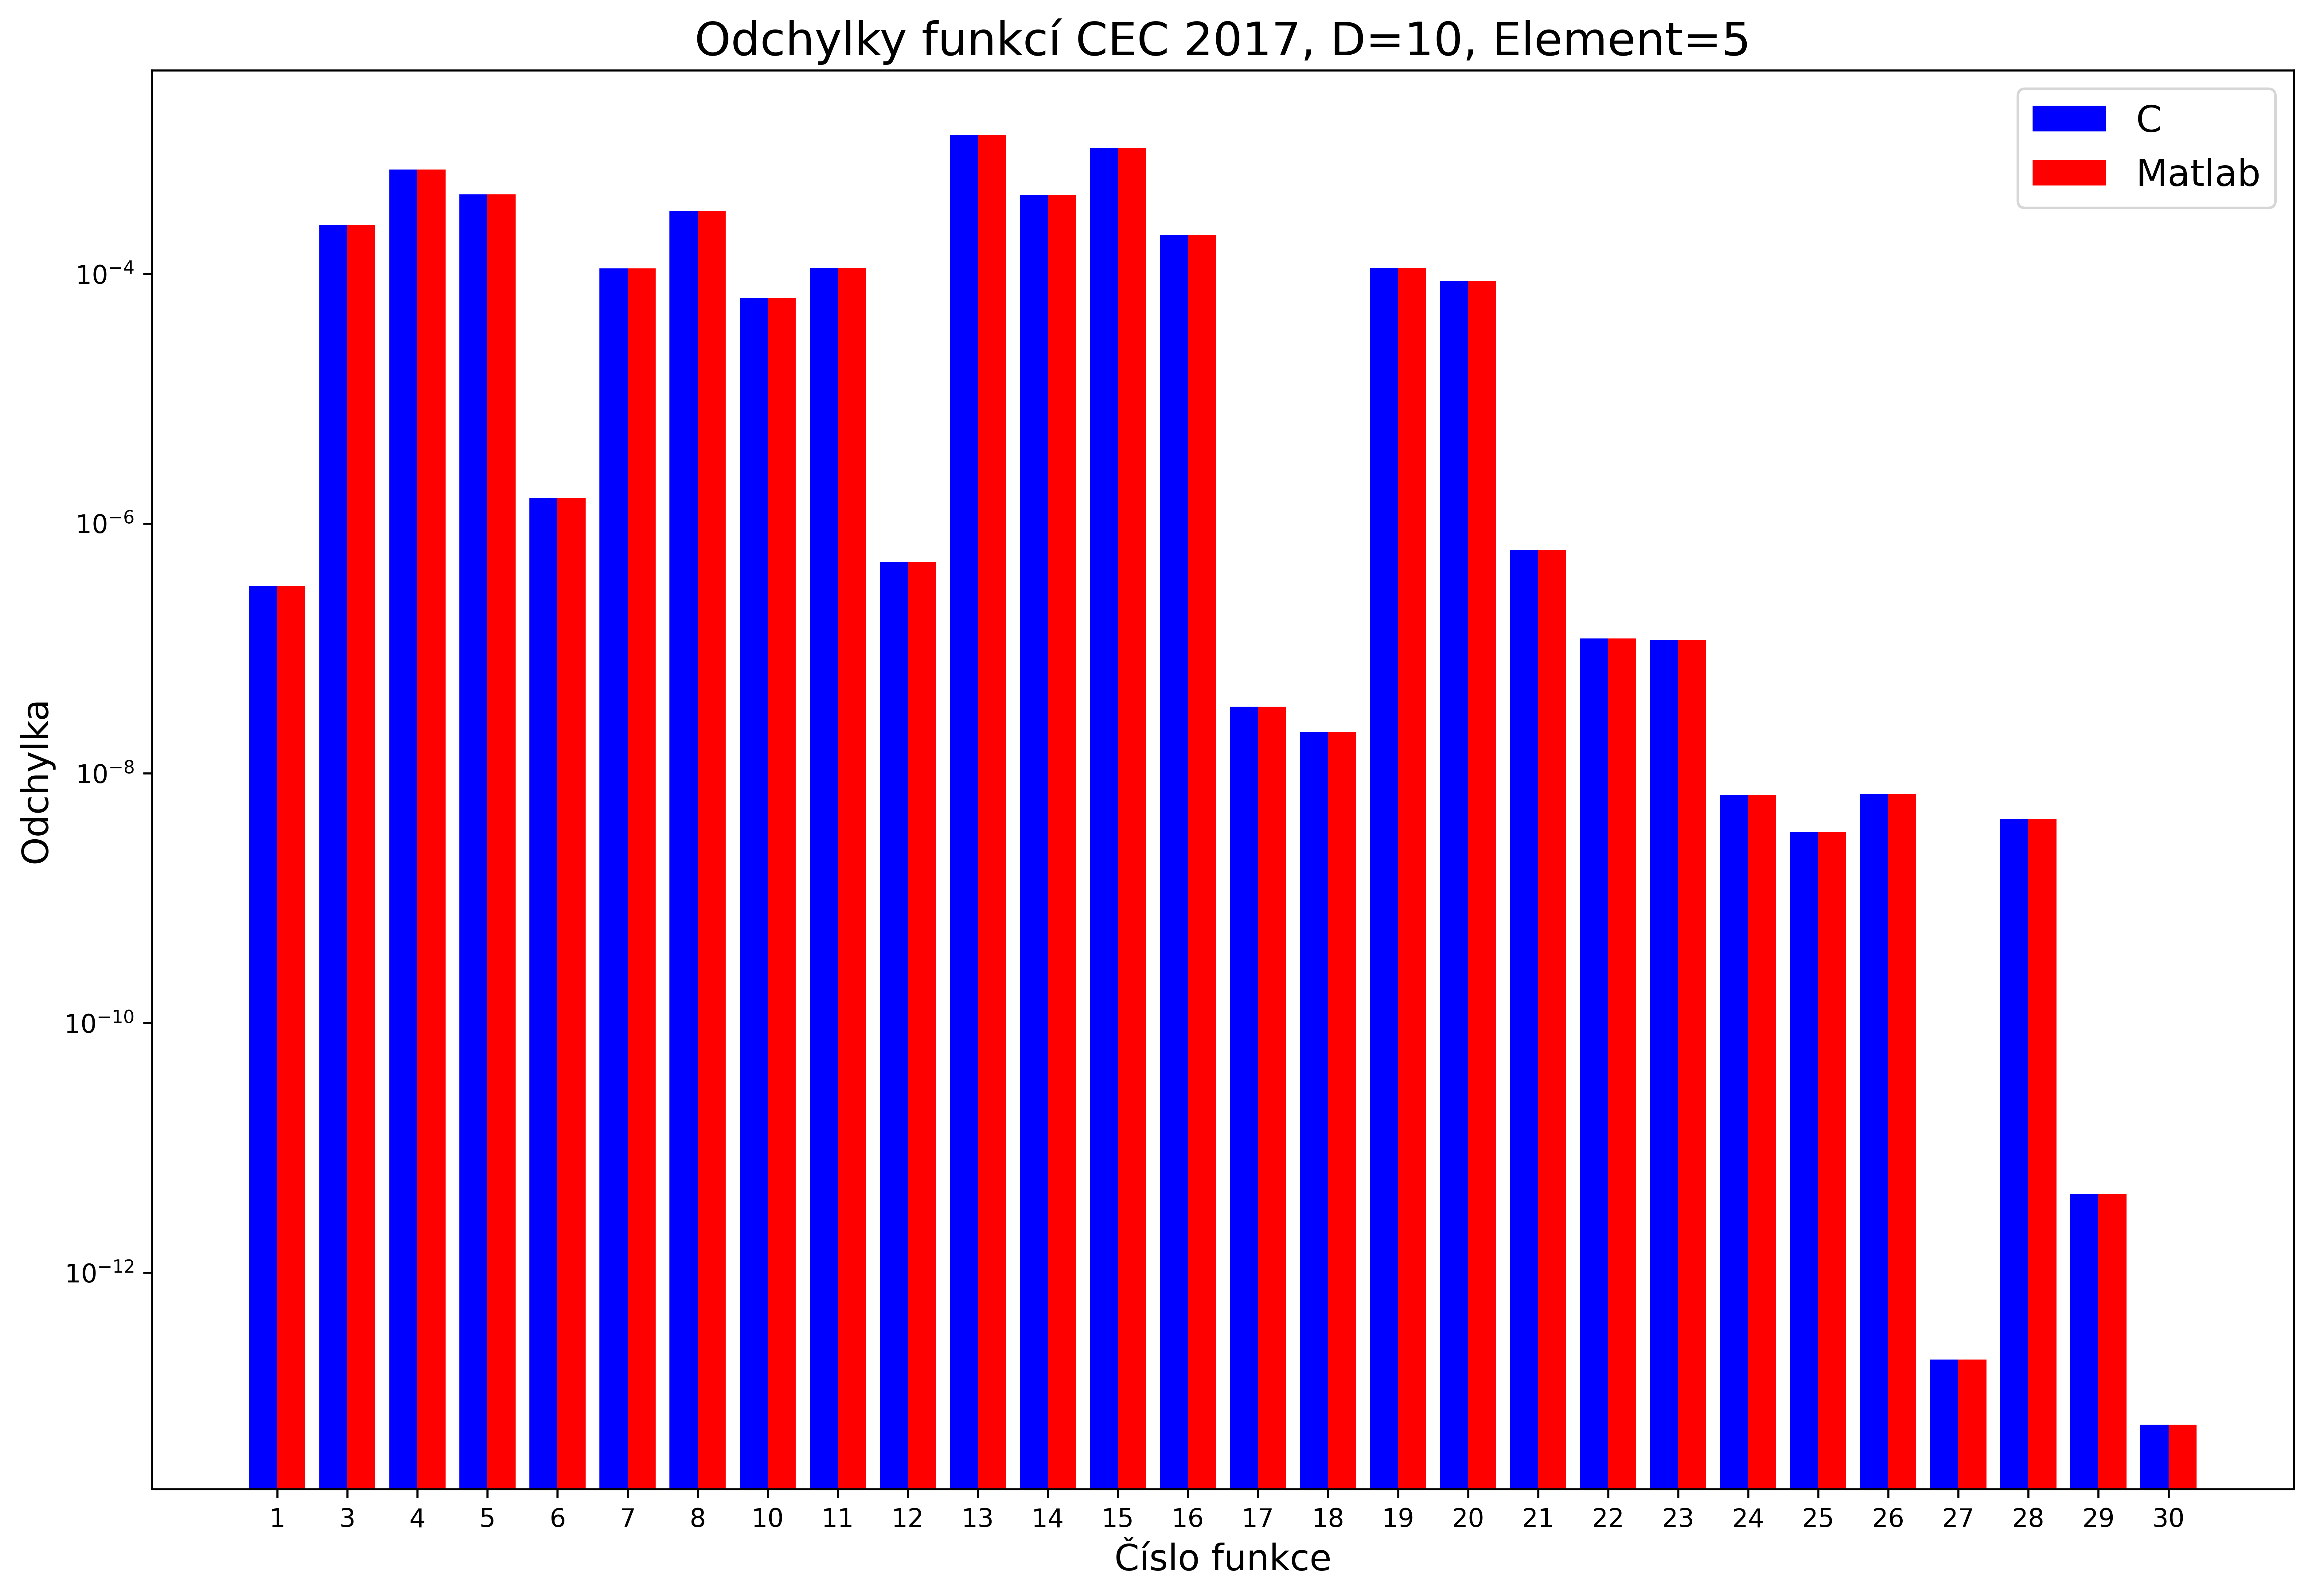 Odchylky funkcí CEC 2017, D=10, Element=5
C
Matlab
Odchylka
10⁻⁴
10⁻⁶
10⁻⁸
10⁻¹⁰
10⁻¹²
1 3 4 5 6 7 8 10 11 12 13 14 15 16 17 18 19 20 21 22 23 24 25 26 27 28 29 30
Číslo funkce